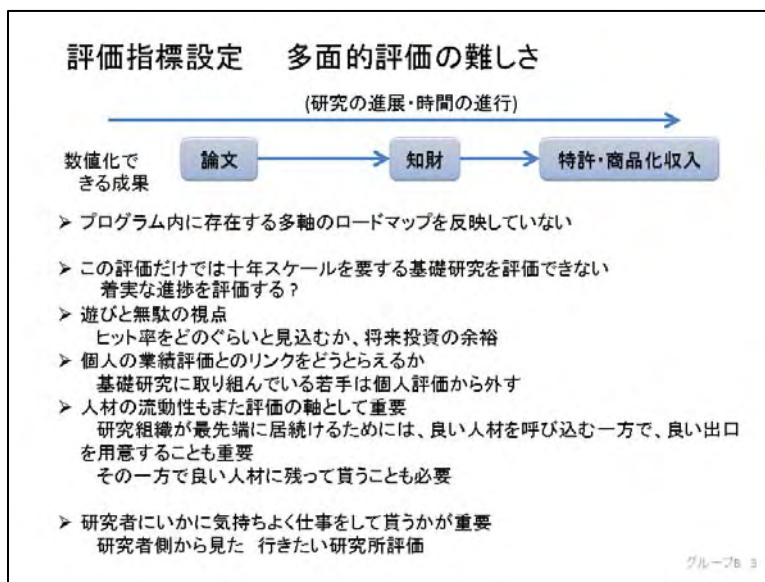 評価指標設定　多面的評価の難しさ
(研究の進展・時間の進行)
数値化で
きる成果
論文
知財
特許・商品化収入
➤ プログラム内に存在する多軸のロードマップを反映していない
➤ この評価だけでは十年スケールを要する基礎研究を評価できない
着実な進捗を評価する？
➤ 遊びと無駄の視点
ヒット率をどのぐらいと見込むか、将来投資の余裕
➤ 個人の業績評価とのリンクをどうとらえるか
基礎研究に取り組んでいる若手は個人評価から外す
➤ 人材の流動性もまた評価の軸として重要
研究組織が最先端に居続けるためには、良い人材を呼び込む一方で、良い出口
を用意することも重要
その一方で良い人材に残って貰うことも必要
➤ 研究者にいかに気持ちよく仕事をして貰うかが重要
研究者側から見た 行きたい研究所評価
グループB 3